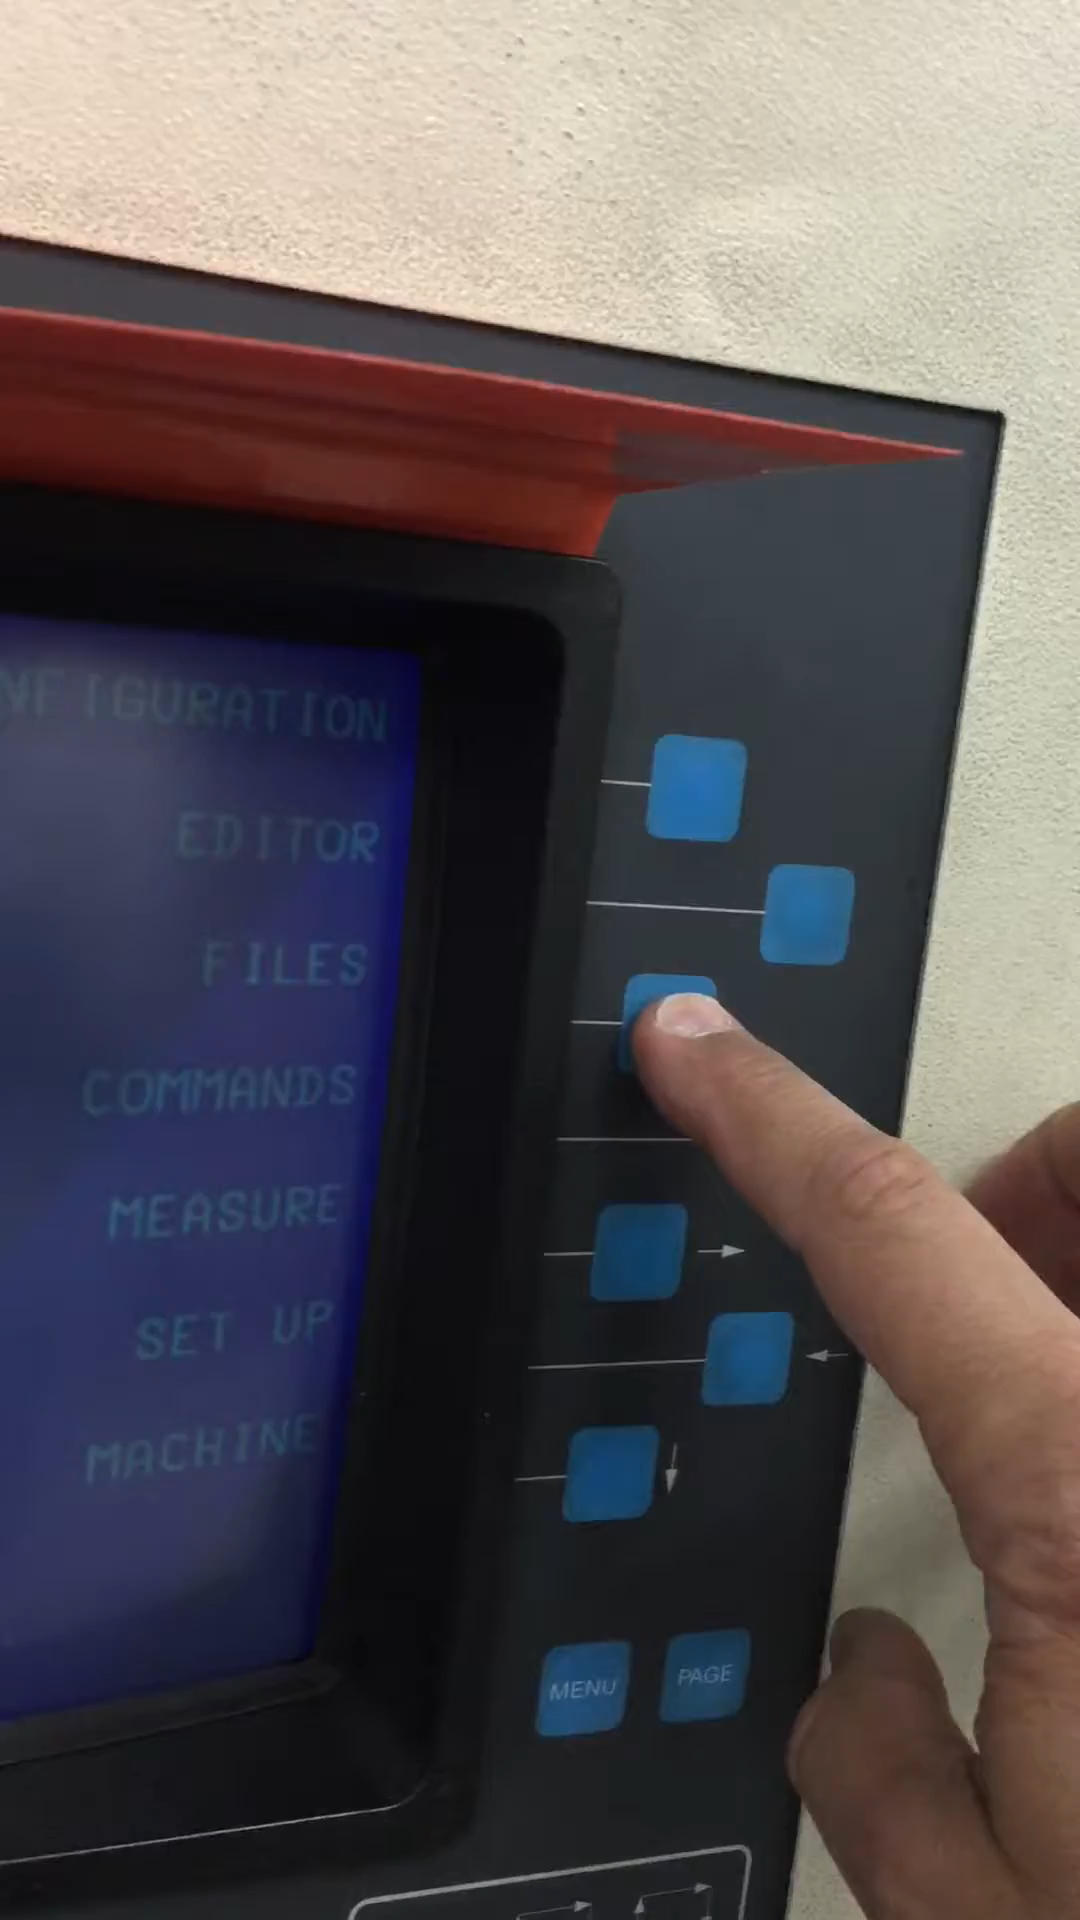 NFIGURATION
EDITOR
FILES
COMMANDS
MEASURE
SET UP
MACHINE
MENU
PAGE